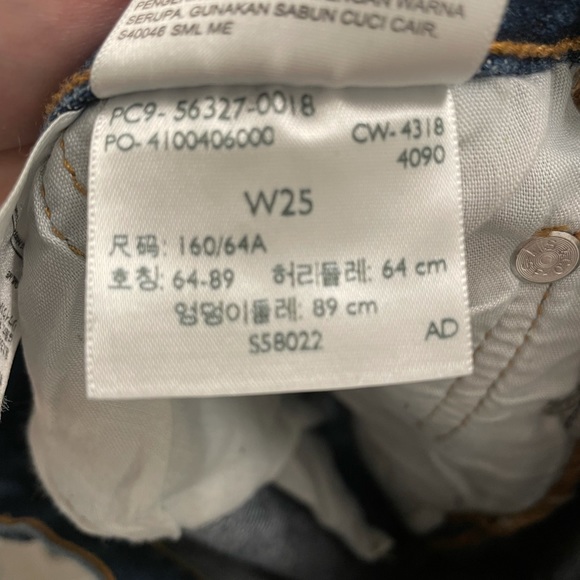 WARNA
SERUPA. GUNAKAN SABUN CUCI CAIR.
S40046 SML ME
PC9- 56327-0018
PO- 4100406000
CW- 4318
4090
W25
尺码: 160/64A
호칭: 64-89 허리둘레: 64 cm
엉덩이둘레: 89 cm
S58022
AD